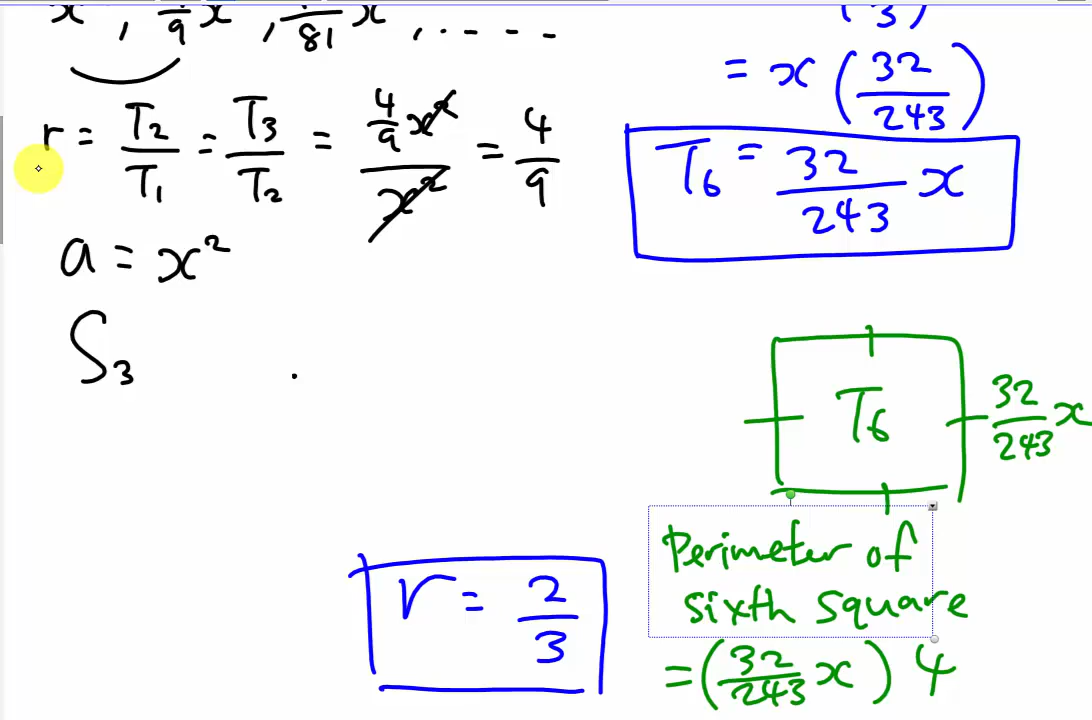 x , 4/9 x , /81 x , . - - - -
r = T₂/T₁ = T₃/T₂ = (4/9 x²)/x² = 4/9
a = x²
S₃ .
r = 2/3
( 3 )
= x (32/243)
T₆ = 32/243 x
T₆
32/243 x
Perimeter of
sixth square
= (32/243 x) 4